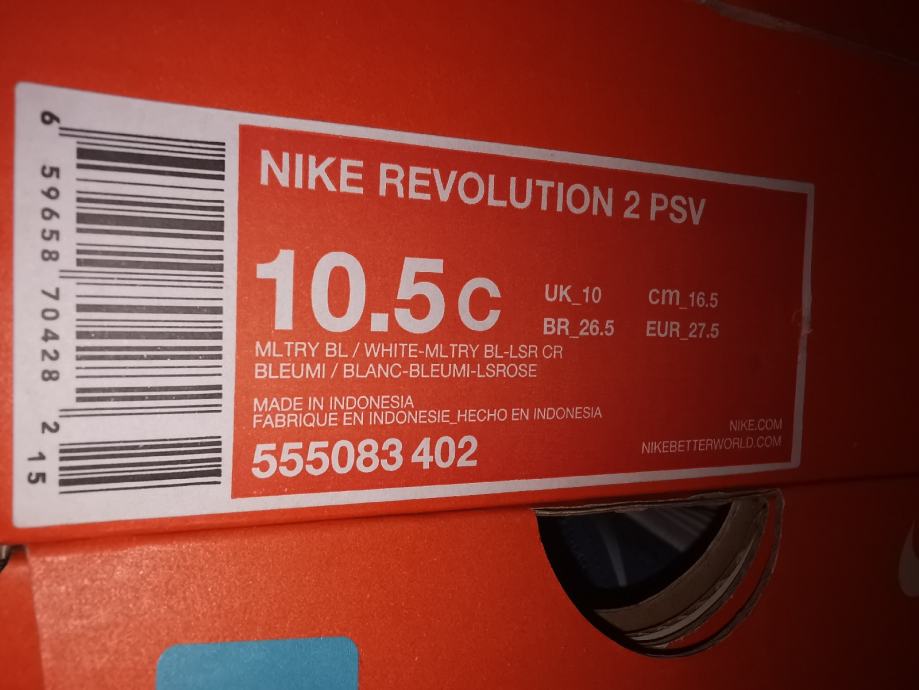 6 59658 70428 2 15
NIKE REVOLUTION 2 PSV
10.5 C
UK_10 cm_16.5
BR_26.5 EUR_27.5
MLTRY BL / WHITE-MLTRY BL-LSR CR
BLEUMI / BLANC-BLEUMI-LSROSE
MADE IN INDONESIA
FABRIQUE EN INDONESIE_HECHO EN INDONESIA
555083 402
NIKE.COM
NIKEBETTERWORLD.COM